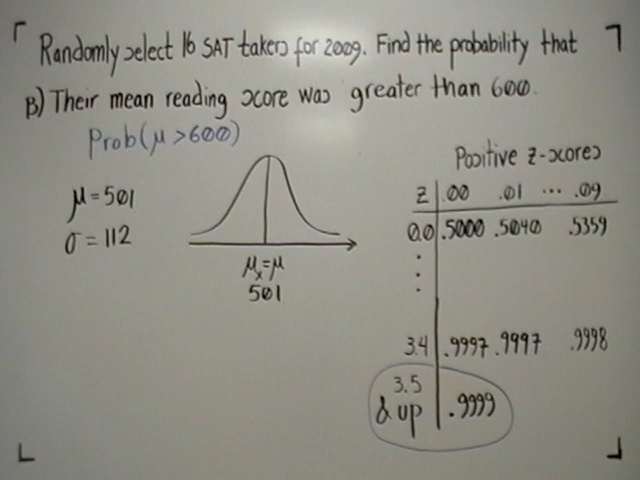 Randomly select 16 SAT takers for 2009. Find the probability that
B) Their mean reading score was greater than 600.
Prob(μ>600)
μ=501
σ=112
μₓ=μ
501
Positive z-scores
z .00 .01 ... .09
0.0 .5000 .5040 .5359
3.4 .9997 .9997 .9998
3.5
& up .9999